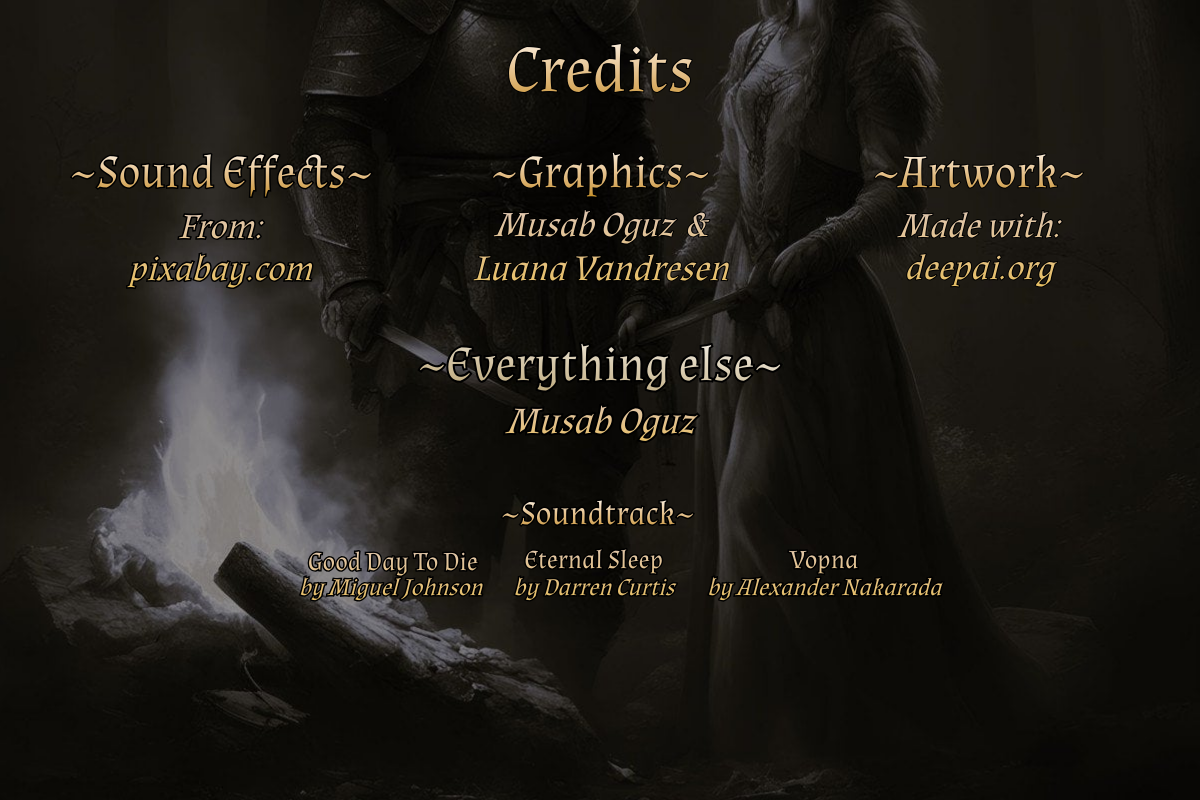 Credits
~Sound Effects~
From:
pixabay.com
~Graphics~
Musab Oguz &
Luana Vandresen
~Artwork~
Made with:
deepai.org
~Everything else~
Musab Oguz
~Soundtrack~
Good Day To Die
by Miguel Johnson
Eternal Sleep
by Darren Curtis
Vopna
by Alexander Nakarada